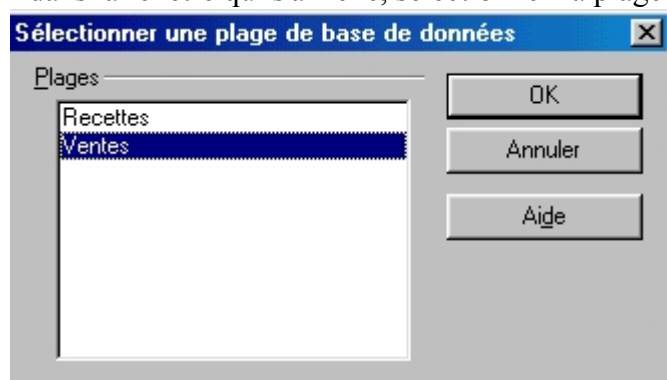 Sélectionner une plage de base de données
Plages
OK
Recettes
Ventes
Annuler
Aide